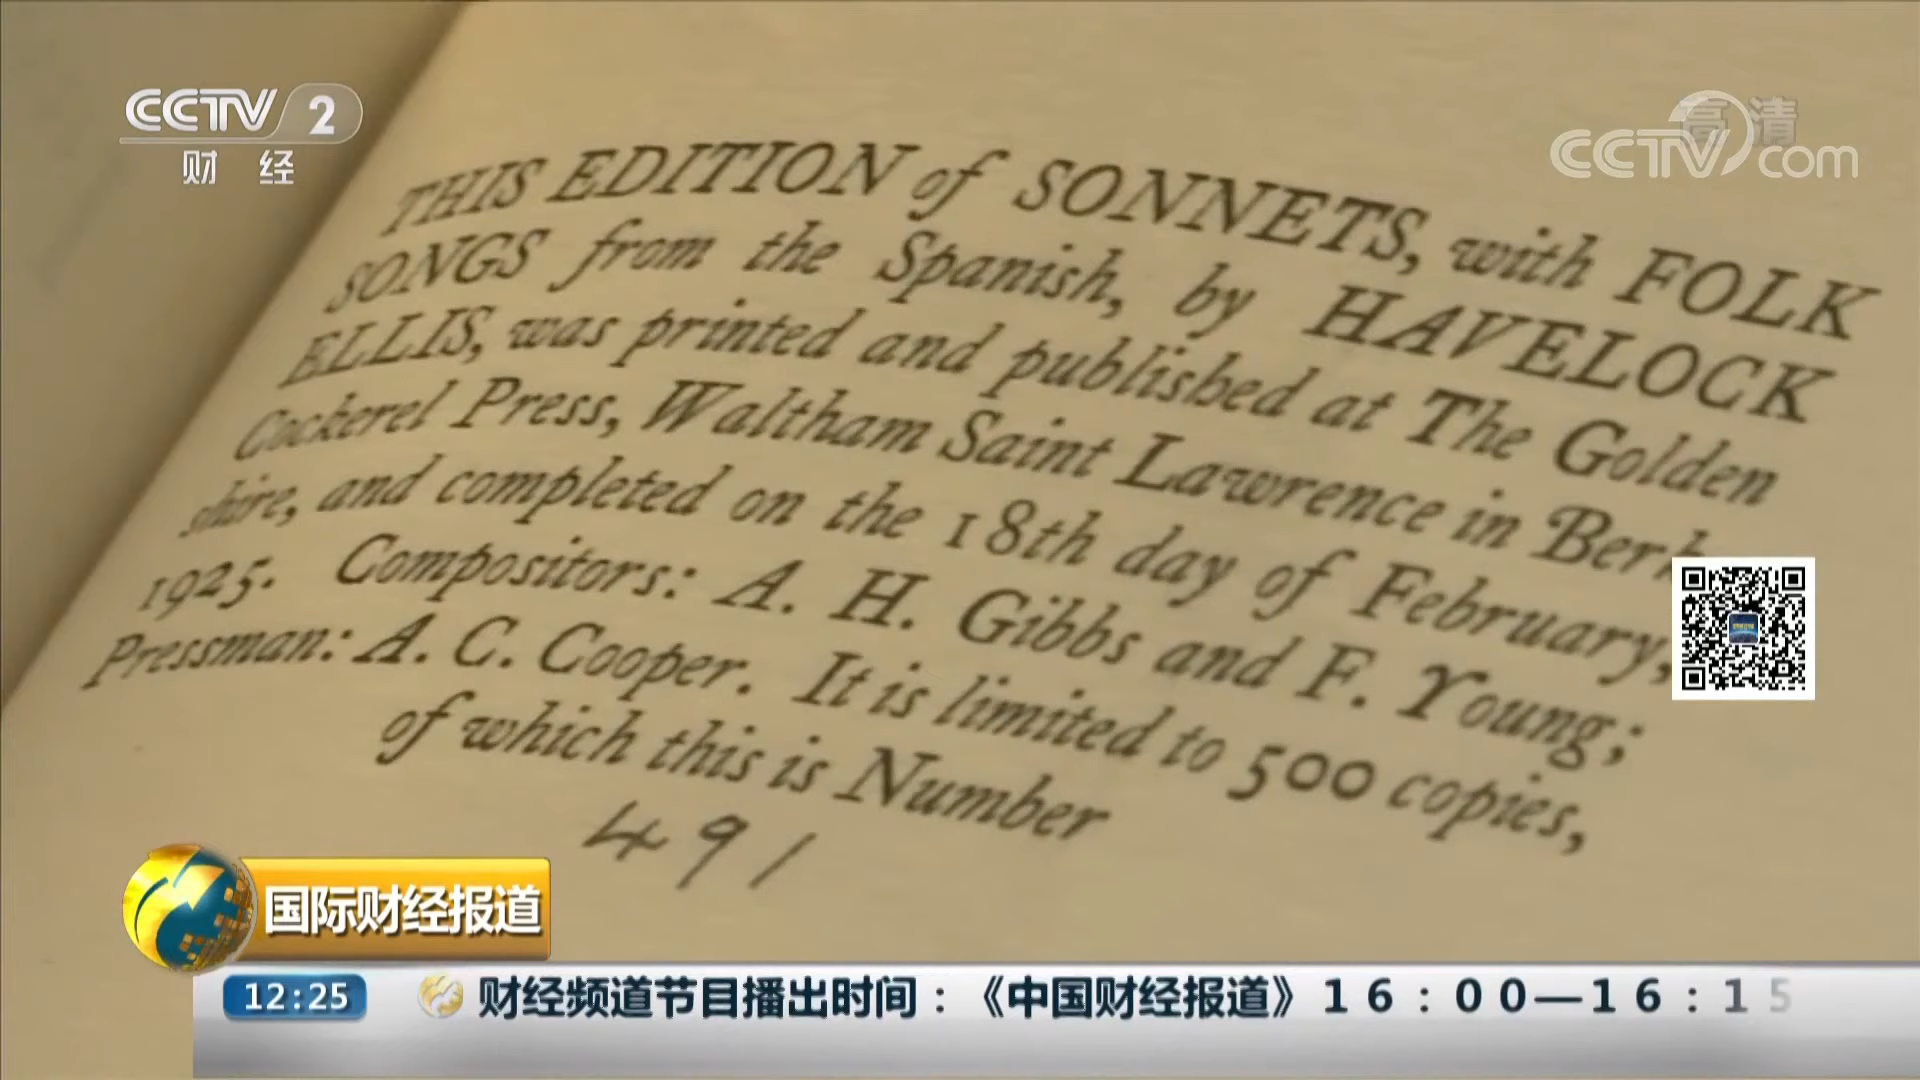 CCTV 2
财 经
高清
CCTV.com
THIS EDITION of SONNETS, with FOLK
SONGS from the Spanish, by HAVELOCK
ELLIS, was printed and published at The Golden
Cockerel Press, Waltham Saint Lawrence in Berk
shire, and completed on the 18th day of February,
1925. Compositors: A. H. Gibbs and F. Young;
Pressman: A. C. Cooper. It is limited to 500 copies,
of which this is Number
491
国际财经报道
12:25 财经频道节目播出时间：《中国财经报道》16:00—16:15